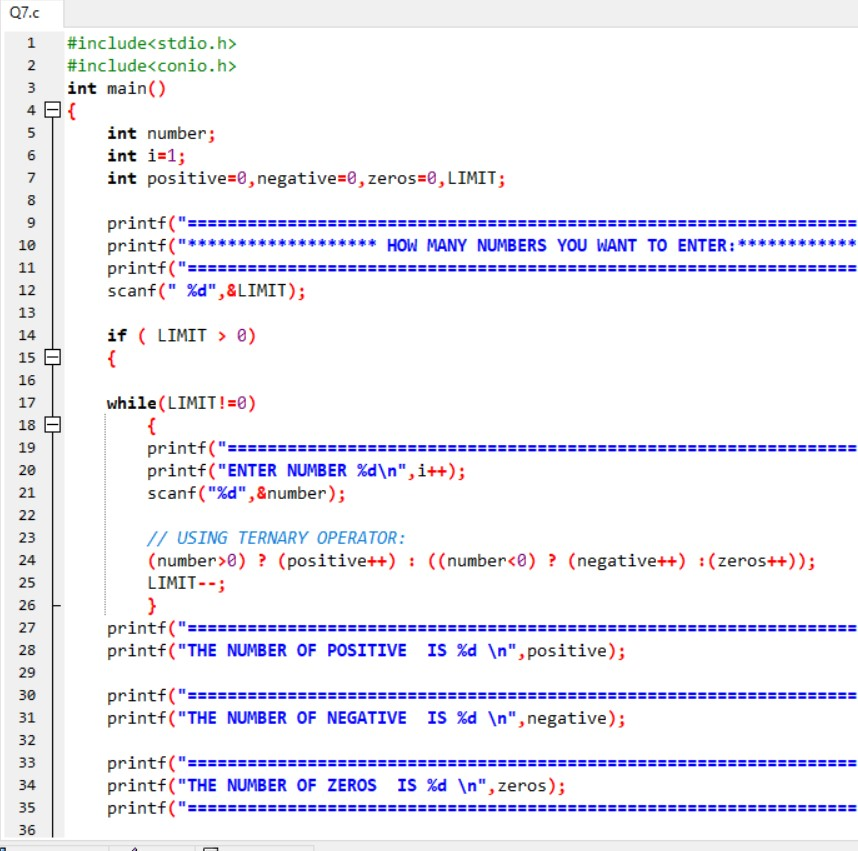 Q7.c
1 #include<stdio.h>
2 #include<conio.h>
3 int main()
4 {
5 int number;
6 int i=1;
7 int positive=0,negative=0,zeros=0,LIMIT;
8
9 printf("===================================================================
10 printf("******************* HOW MANY NUMBERS YOU WANT TO ENTER:************
11 printf("===================================================================
12 scanf(" %d",&LIMIT);
13
14 if ( LIMIT > 0)
15 {
16
17 while(LIMIT!=0)
18 {
19 printf("===============================================================
20 printf("ENTER NUMBER %d\n",i++);
21 scanf("%d",&number);
22
23 // USING TERNARY OPERATOR:
24 (number>0) ? (positive++) : ((number<0) ? (negative++) :(zeros++));
25 LIMIT--;
26 }
27 printf("===================================================================
28 printf("THE NUMBER OF POSITIVE  IS %d \n",positive);
29
30 printf("===================================================================
31 printf("THE NUMBER OF NEGATIVE  IS %d \n",negative);
32
33 printf("===================================================================
34 printf("THE NUMBER OF ZEROS  IS %d \n",zeros);
35 printf("===================================================================
36